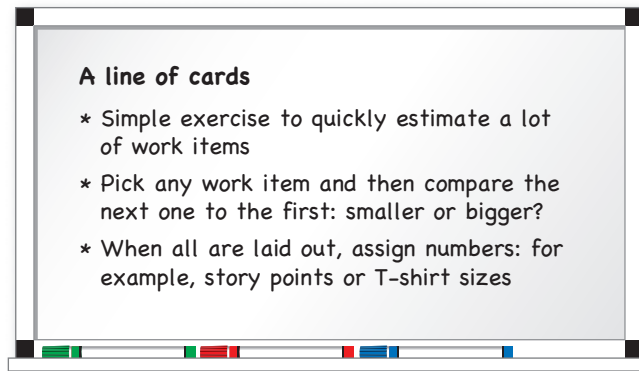 A line of cards
* Simple exercise to quickly estimate a lot
of work items
* Pick any work item and then compare the
next one to the first: smaller or bigger?
* When all are laid out, assign numbers: for
example, story points or T-shirt sizes